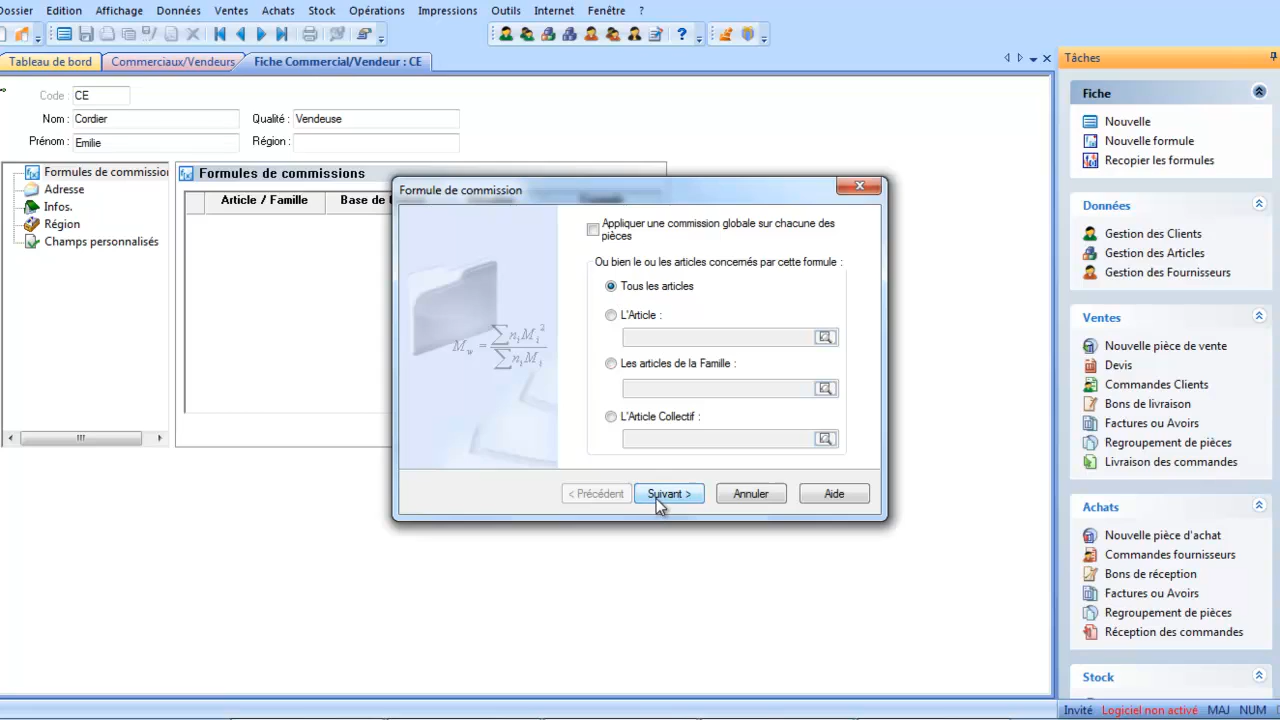 Dossier Edition Affichage Données Ventes Achats Stock Opérations Impressions Outils Internet Fenêtre ?
Tableau de bord Commerciaux/Vendeurs Fiche Commercial/Vendeur : CE
Code : CE
Nom : Cordier Qualité : Vendeuse
Prénom : Emilie Région :
Formules de commission
Adresse
Infos.
Région
Champs personnalisés
Formules de commissions
Article / Famille Base de
Formule de commission
Appliquer une commission globale sur chacune des
pièces
Ou bien le ou les articles concernés par cette formule :
Tous les articles
L'Article :
Les articles de la Famille :
L'Article Collectif :
< Précédent Suivant > Annuler Aide
Tâches
Fiche
Nouvelle
Nouvelle formule
Recopier les formules
Données
Gestion des Clients
Gestion des Articles
Gestion des Fournisseurs
Ventes
Nouvelle pièce de vente
Devis
Commandes Clients
Bons de livraison
Factures ou Avoirs
Regroupement de pièces
Livraison des commandes
Achats
Nouvelle pièce d'achat
Commandes fournisseurs
Bons de réception
Factures ou Avoirs
Regroupement de pièces
Réception des commandes
Stock
Invité Logiciel non activé MAJ NUM